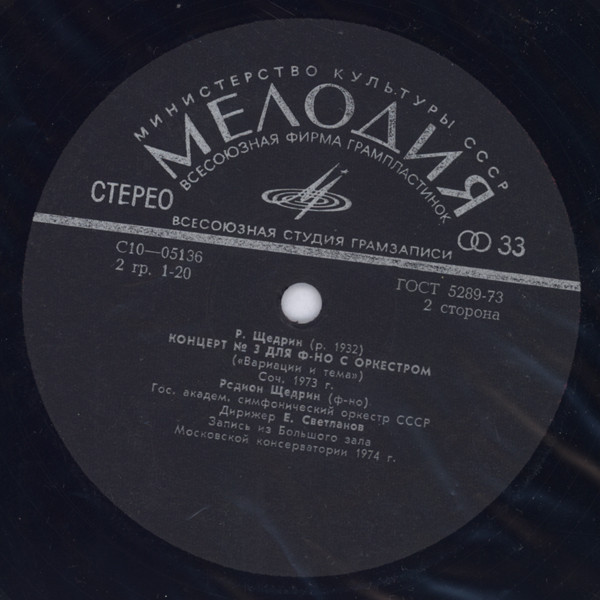 МИНИСТЕРСТВО КУЛЬТУРЫ СССР
МЕЛОДИЯ
ВСЕСОЮЗНАЯ ФИРМА ГРАМПЛАСТИНОК
СТЕРЕО
ВСЕСОЮЗНАЯ СТУДИЯ ГРАМЗАПИСИ
33
С10—05136
2 гр. 1-20
ГОСТ 5289-73
2 сторона
Р. Щедрин (р. 1932)
КОНЦЕРТ № 3 ДЛЯ Ф-НО С ОРКЕСТРОМ
(«Вариации и тема»)
Соч. 1973 г.
Рсдион Щедрин (ф-но)
Гос. академ. симфонический оркестр СССР
Дирижер Е. Светланов
Запись из Большого зала
Московской консерватории 1974 г.